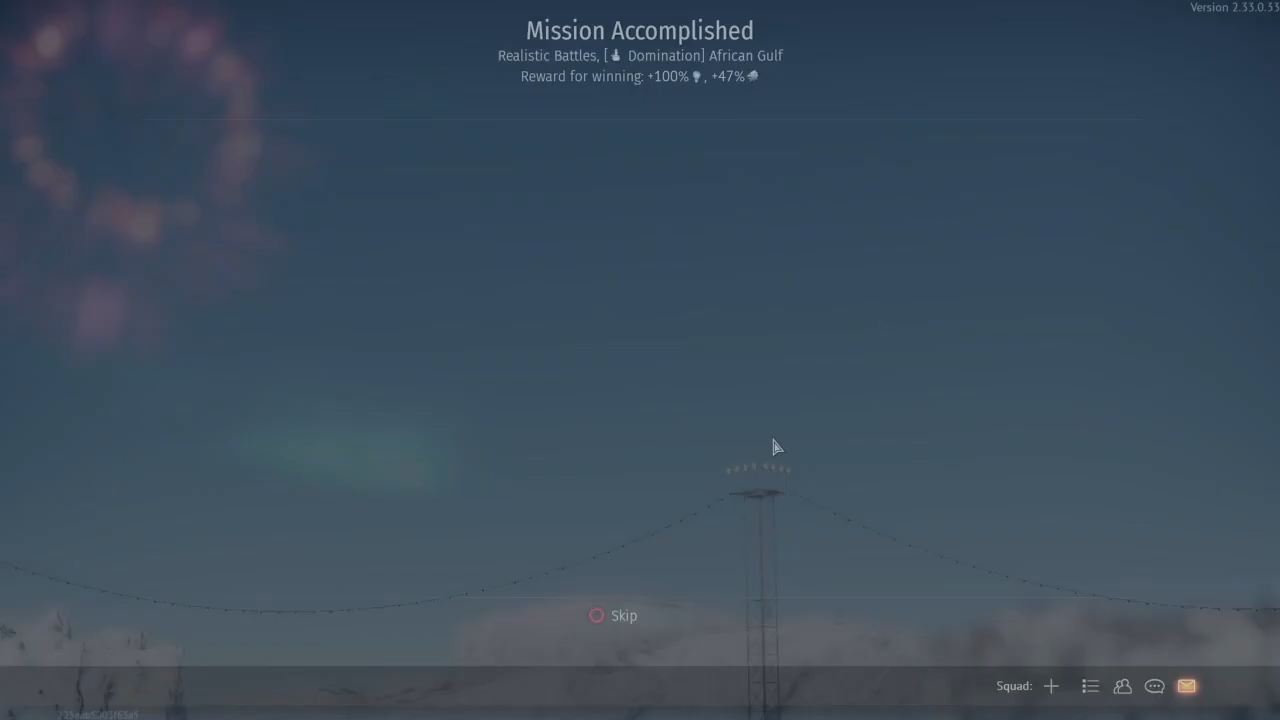 Version 2.33.0.33
Mission Accomplished
Realistic Battles, [ Domination] African Gulf
Reward for winning: +100% , +47%
Skip
Squad: